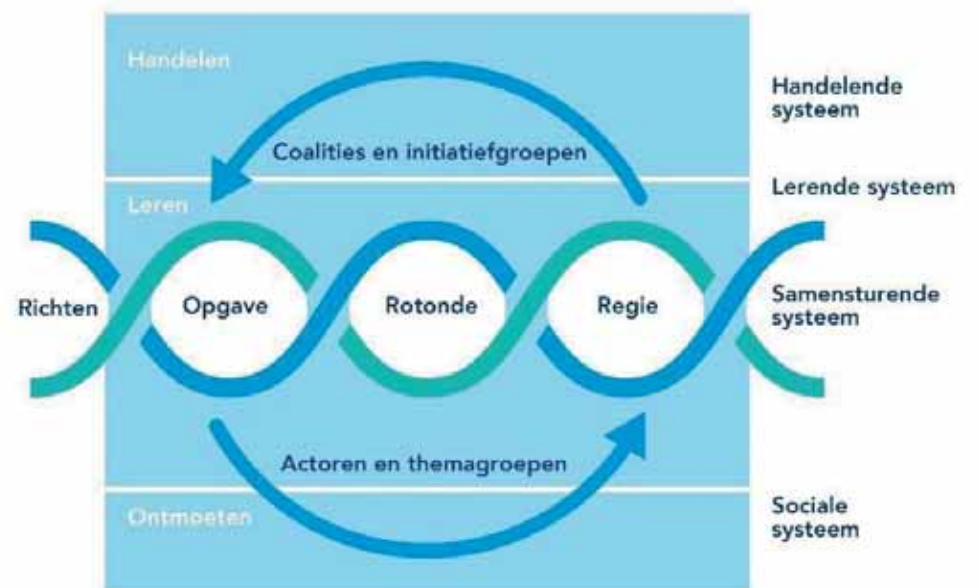 Handelen
Handelende
systeem
Coalities en initiatiefgroepen
Lerende systeem
Leren
Richten
Opgave
Rotonde
Regie
Samensturende
systeem
Actoren en themagroepen
Sociale
systeem
Ontmoeten